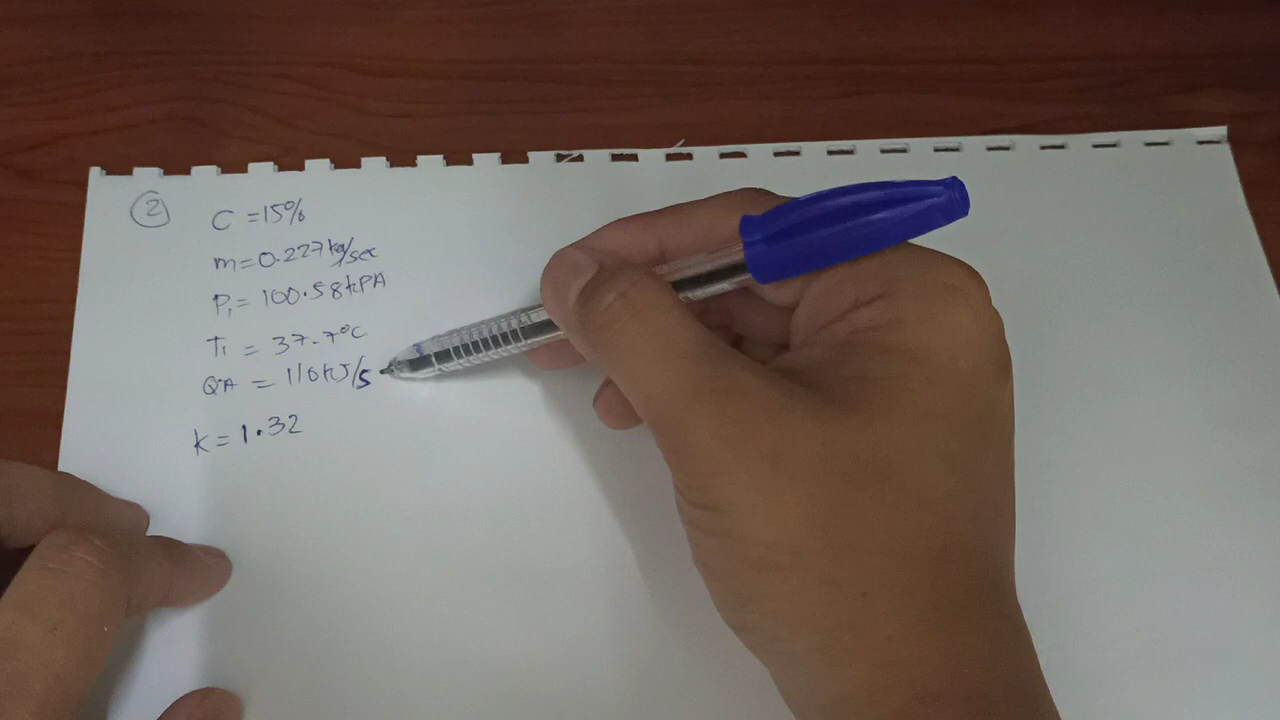 ②
C = 15%
m = 0.227 kg/sec
P₁ = 100.58 kPA
T₁ = 37.7°C
QA = 110 kJ/s
k = 1.32